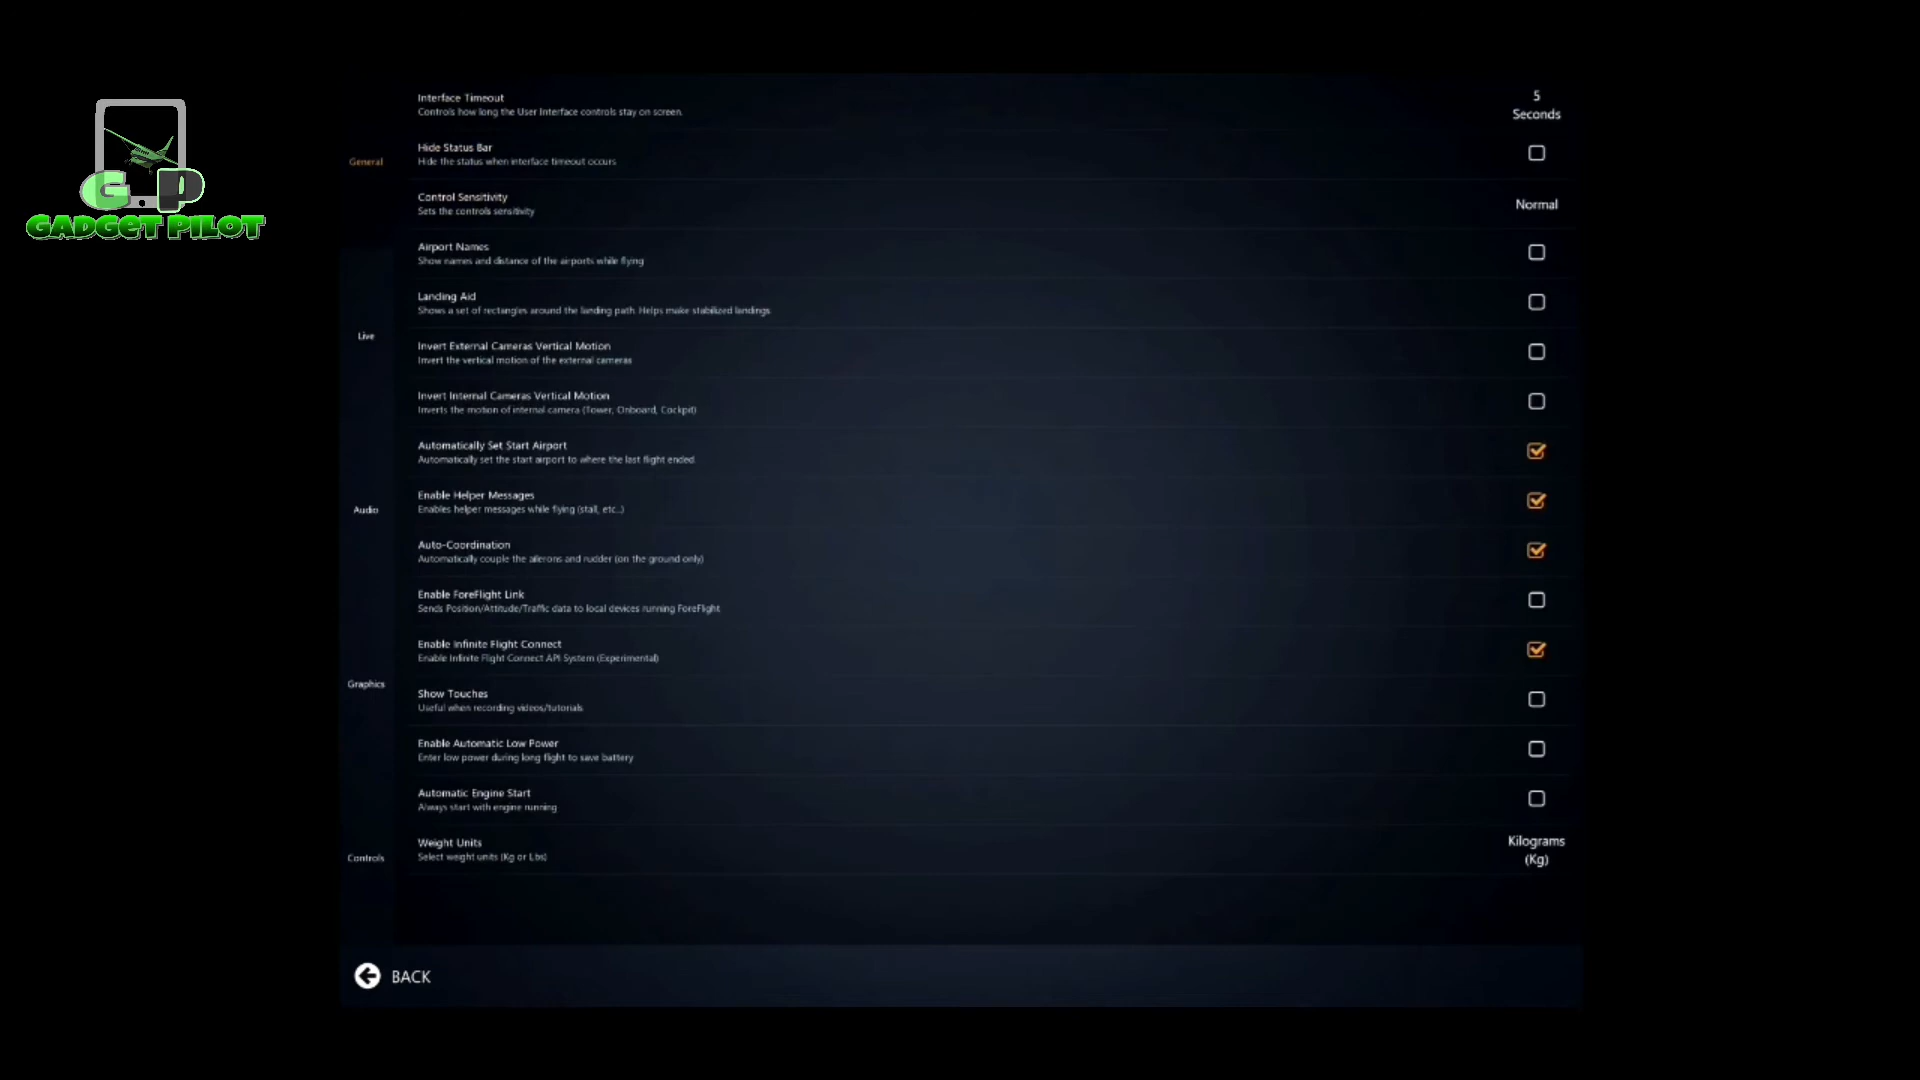 GP
GADGET PILOT
General
Live
Audio
Graphics
Controls
Interface Timeout
Controls how long the User Interface controls stay on screen.
5
Seconds
Hide Status Bar
Hide the status when interface timeout occurs
Control Sensitivity
Sets the controls sensitivity
Normal
Airport Names
Show names and distance of the airports while flying
Landing Aid
Shows a set of rectangles around the landing path. Helps make stabilized landings
Invert External Cameras Vertical Motion
Invert the vertical motion of the external cameras
Invert Internal Cameras Vertical Motion
Inverts the motion of internal camera (Tower, Onboard, Cockpit)
Automatically Set Start Airport
Automatically set the start airport to where the last flight ended.
Enable Helper Messages
Enables helper messages while flying (stall, etc..)
Auto-Coordination
Automatically couple the ailerons and rudder (on the ground only)
Enable ForeFlight Link
Sends Position/Attitude/Traffic data to local devices running ForeFlight
Enable Infinite Flight Connect
Enable Infinite Flight Connect API System (Experimental)
Show Touches
Useful when recording videos/tutorials
Enable Automatic Low Power
Enter low power during long flight to save battery
Automatic Engine Start
Always start with engine running
Weight Units
Select weight units (Kg or Lbs)
Kilograms
(Kg)
BACK